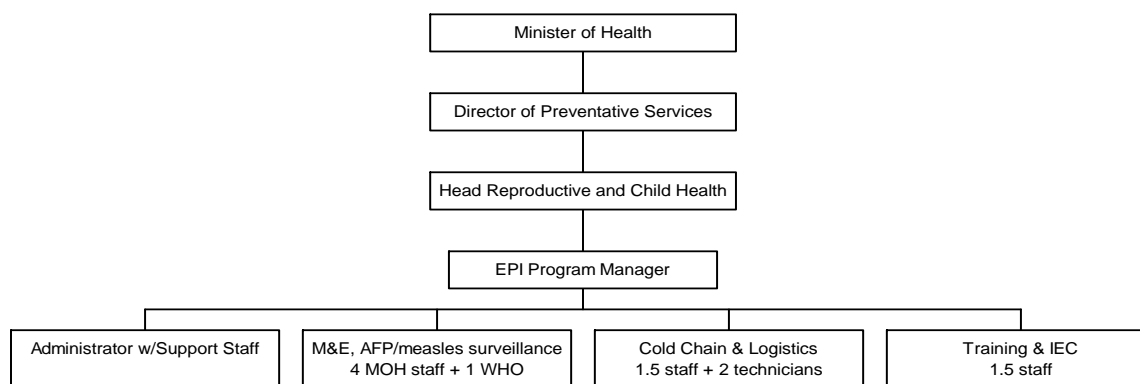 Minister of Health
Director of Preventative Services
Head Reproductive and Child Health
EPI Program Manager
Administrator w/Support Staff
M&E, AFP/measles surveillance
4 MOH staff + 1 WHO
Cold Chain & Logistics
1.5 staff + 2 technicians
Training & IEC
1.5 staff